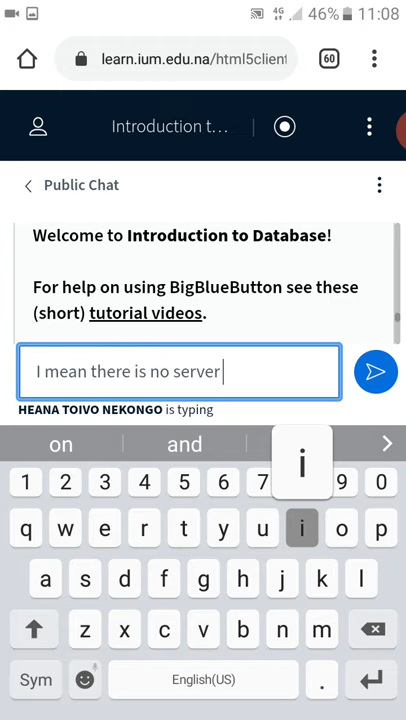 4G 46% 11:08
learn.ium.edu.na/html5client 60
Introduction t...
Public Chat
Welcome to Introduction to Database!
For help on using BigBlueButton see these
(short) tutorial videos.
I mean there is no server
HEANA TOIVO NEKONGO is typing
on and
i
1 2 3 4 5 6 7 9 0
q w e r t y u i o p
a s d f g h j k l
z x c v b n m
Sym English(US) .